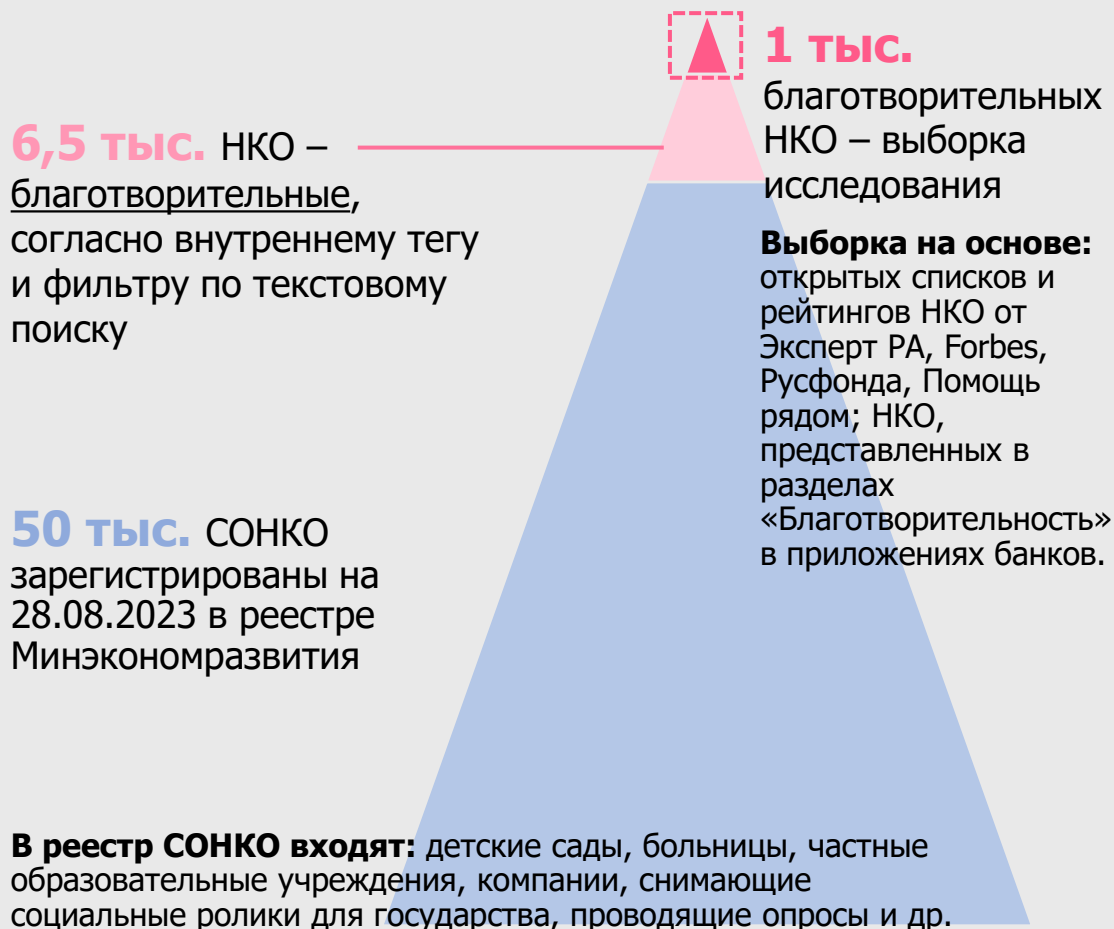 1 тыс.
благотворительных
НКО – выборка
исследования
6,5 тыс. НКО –
благотворительные,
согласно внутреннему тегу
и фильтру по текстовому
поиску
Выборка на основе:
открытых списков и
рейтингов НКО от
Эксперт РА, Forbes,
Русфонда, Помощь
рядом; НКО,
представленных в
разделах
«Благотворительность»
в приложениях банков.
50 тыс. СОНКО
зарегистрированы на
28.08.2023 в реестре
Минэкономразвития
В реестр СОНКО входят: детские сады, больницы, частные
образовательные учреждения, компании, снимающие
социальные ролики для государства, проводящие опросы и др.